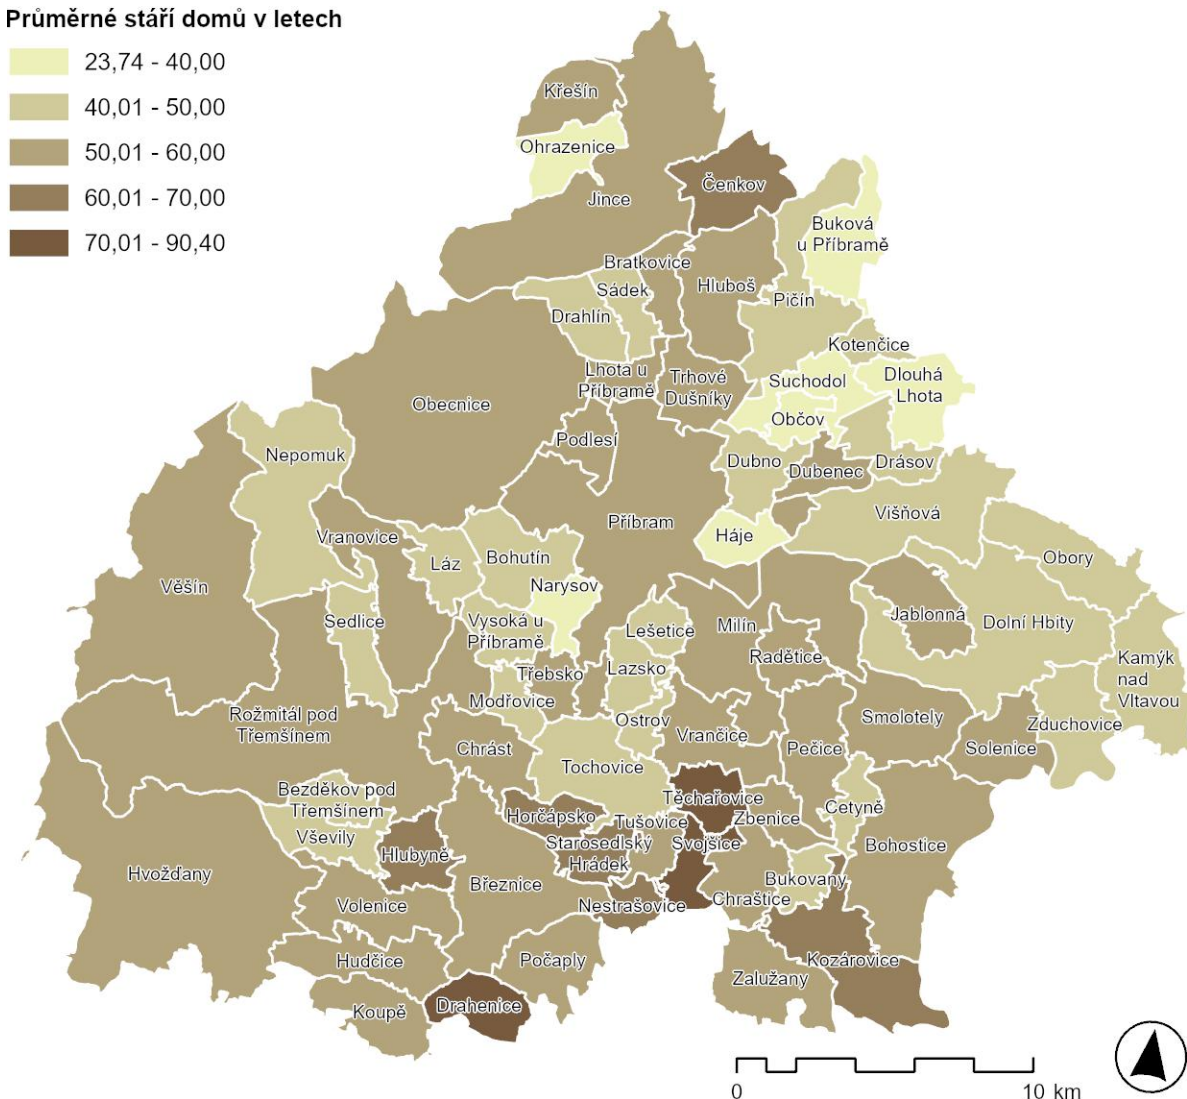 Průměrné stáří domů v letech
23,74 - 40,00
40,01 - 50,00
50,01 - 60,00
60,01 - 70,00
70,01 - 90,40
Křešín
Ohrazenice
Čenkov
Jince
Buková
u Příbramě
Bratkovice
Sádek
Hluboš
Pičín
Drahlín
Kotenčice
Lhota u
Příbramě
Trhové
Dušníky
Suchodol
Dlouhá
Lhota
Obecnice
Občov
Podlesí
Nepomuk
Dubno
Dubenec
Drásov
Příbram
Višňová
Vranovice
Háje
Bohutín
Obory
Láz
Věšín
Narysov
Jablonná
Dolní Hbity
Sedlice
Vysoká u
Příbramě
Lešetice
Milín
Radětice
Kamýk
nad
Vltavou
Třebsko
Lazsko
Modřovice
Rožmitál pod
Třemšínem
Ostrov
Smolotely
Zduchovice
Chrást
Vrančice
Pečice
Solenice
Tochovice
Bezděkov pod
Třemšínem
Těchařovice
Cetyně
Horčápsko
Tušovice
Zbenice
Vševily
Starosedlský
Hrádek
Svojšice
Bohostice
Hlubyně
Hvožďany
Březnice
Bukovany
Chraštice
Volenice
Nestrašovice
Hudčice
Počaply
Kozárovice
Zalužany
Koupě
Drahenice
0
10 km